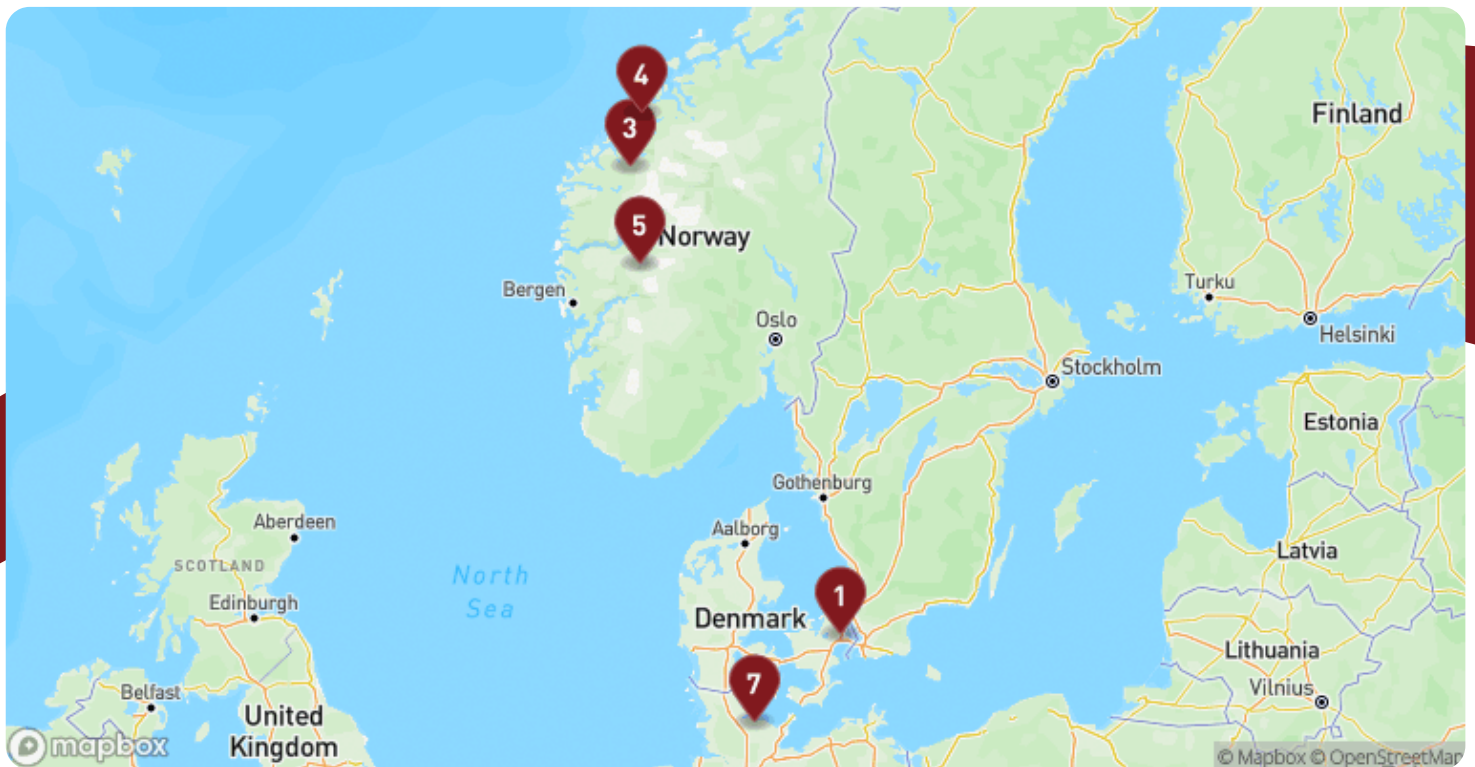 4
Finland
3
5
Norway
Bergen
Turku
Oslo
Helsinki
Stockholm
Estonia
Gothenburg
Aberdeen
Aalborg
Latvia
SCOTLAND
North
Sea
Edinburgh
1
Denmark
Lithuania
7
Vilnius
Belfast
United
Kingdom
mapbox
© Mapbox © OpenStreetMap